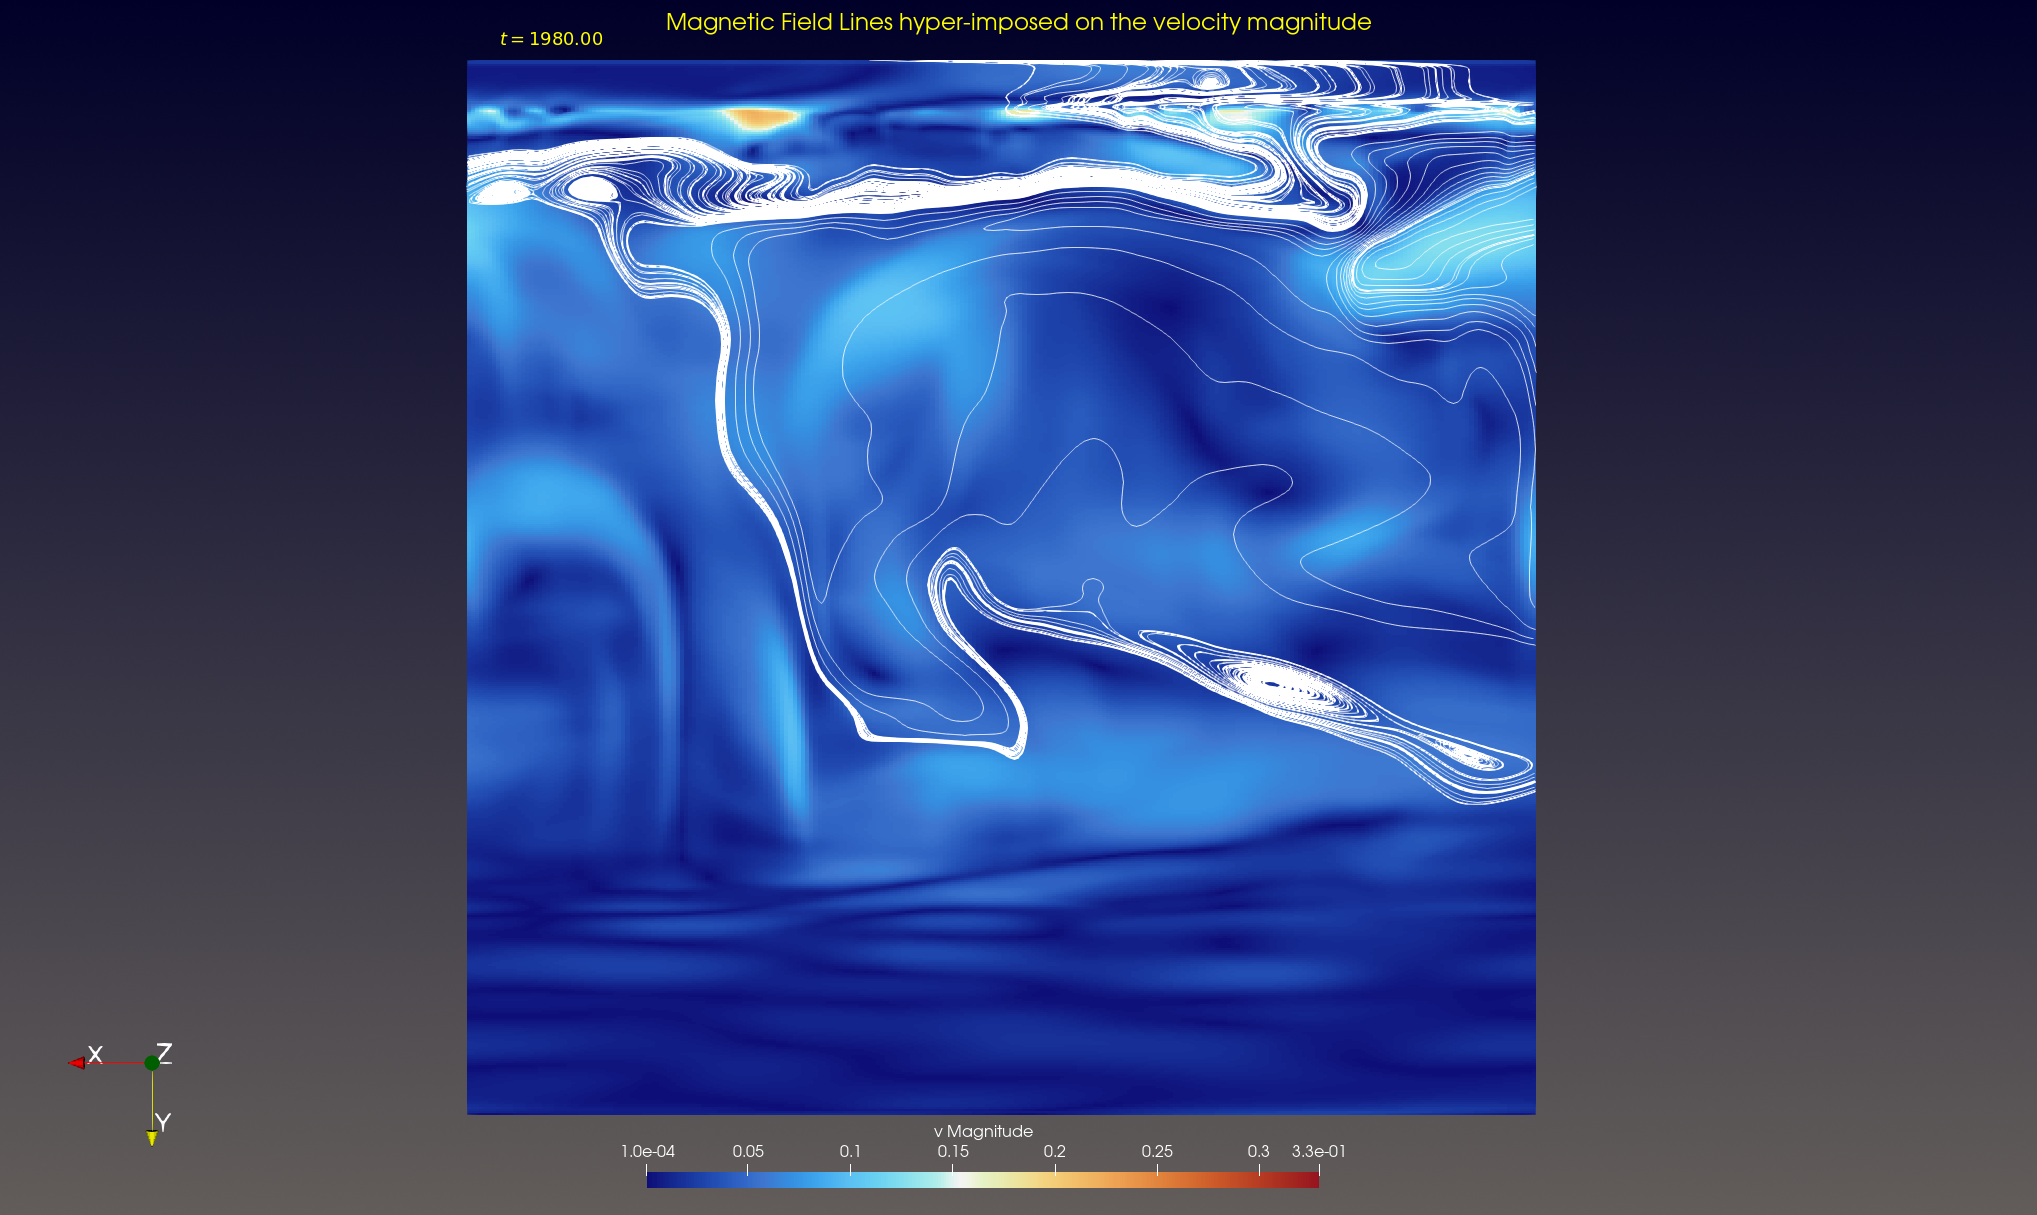 Magnetic Field Lines hyper-imposed on the velocity magnitude
t = 1980.00
X Z
Y
v Magnitude
1.0e-04 0.05 0.1 0.15 0.2 0.25 0.3 3.3e-01